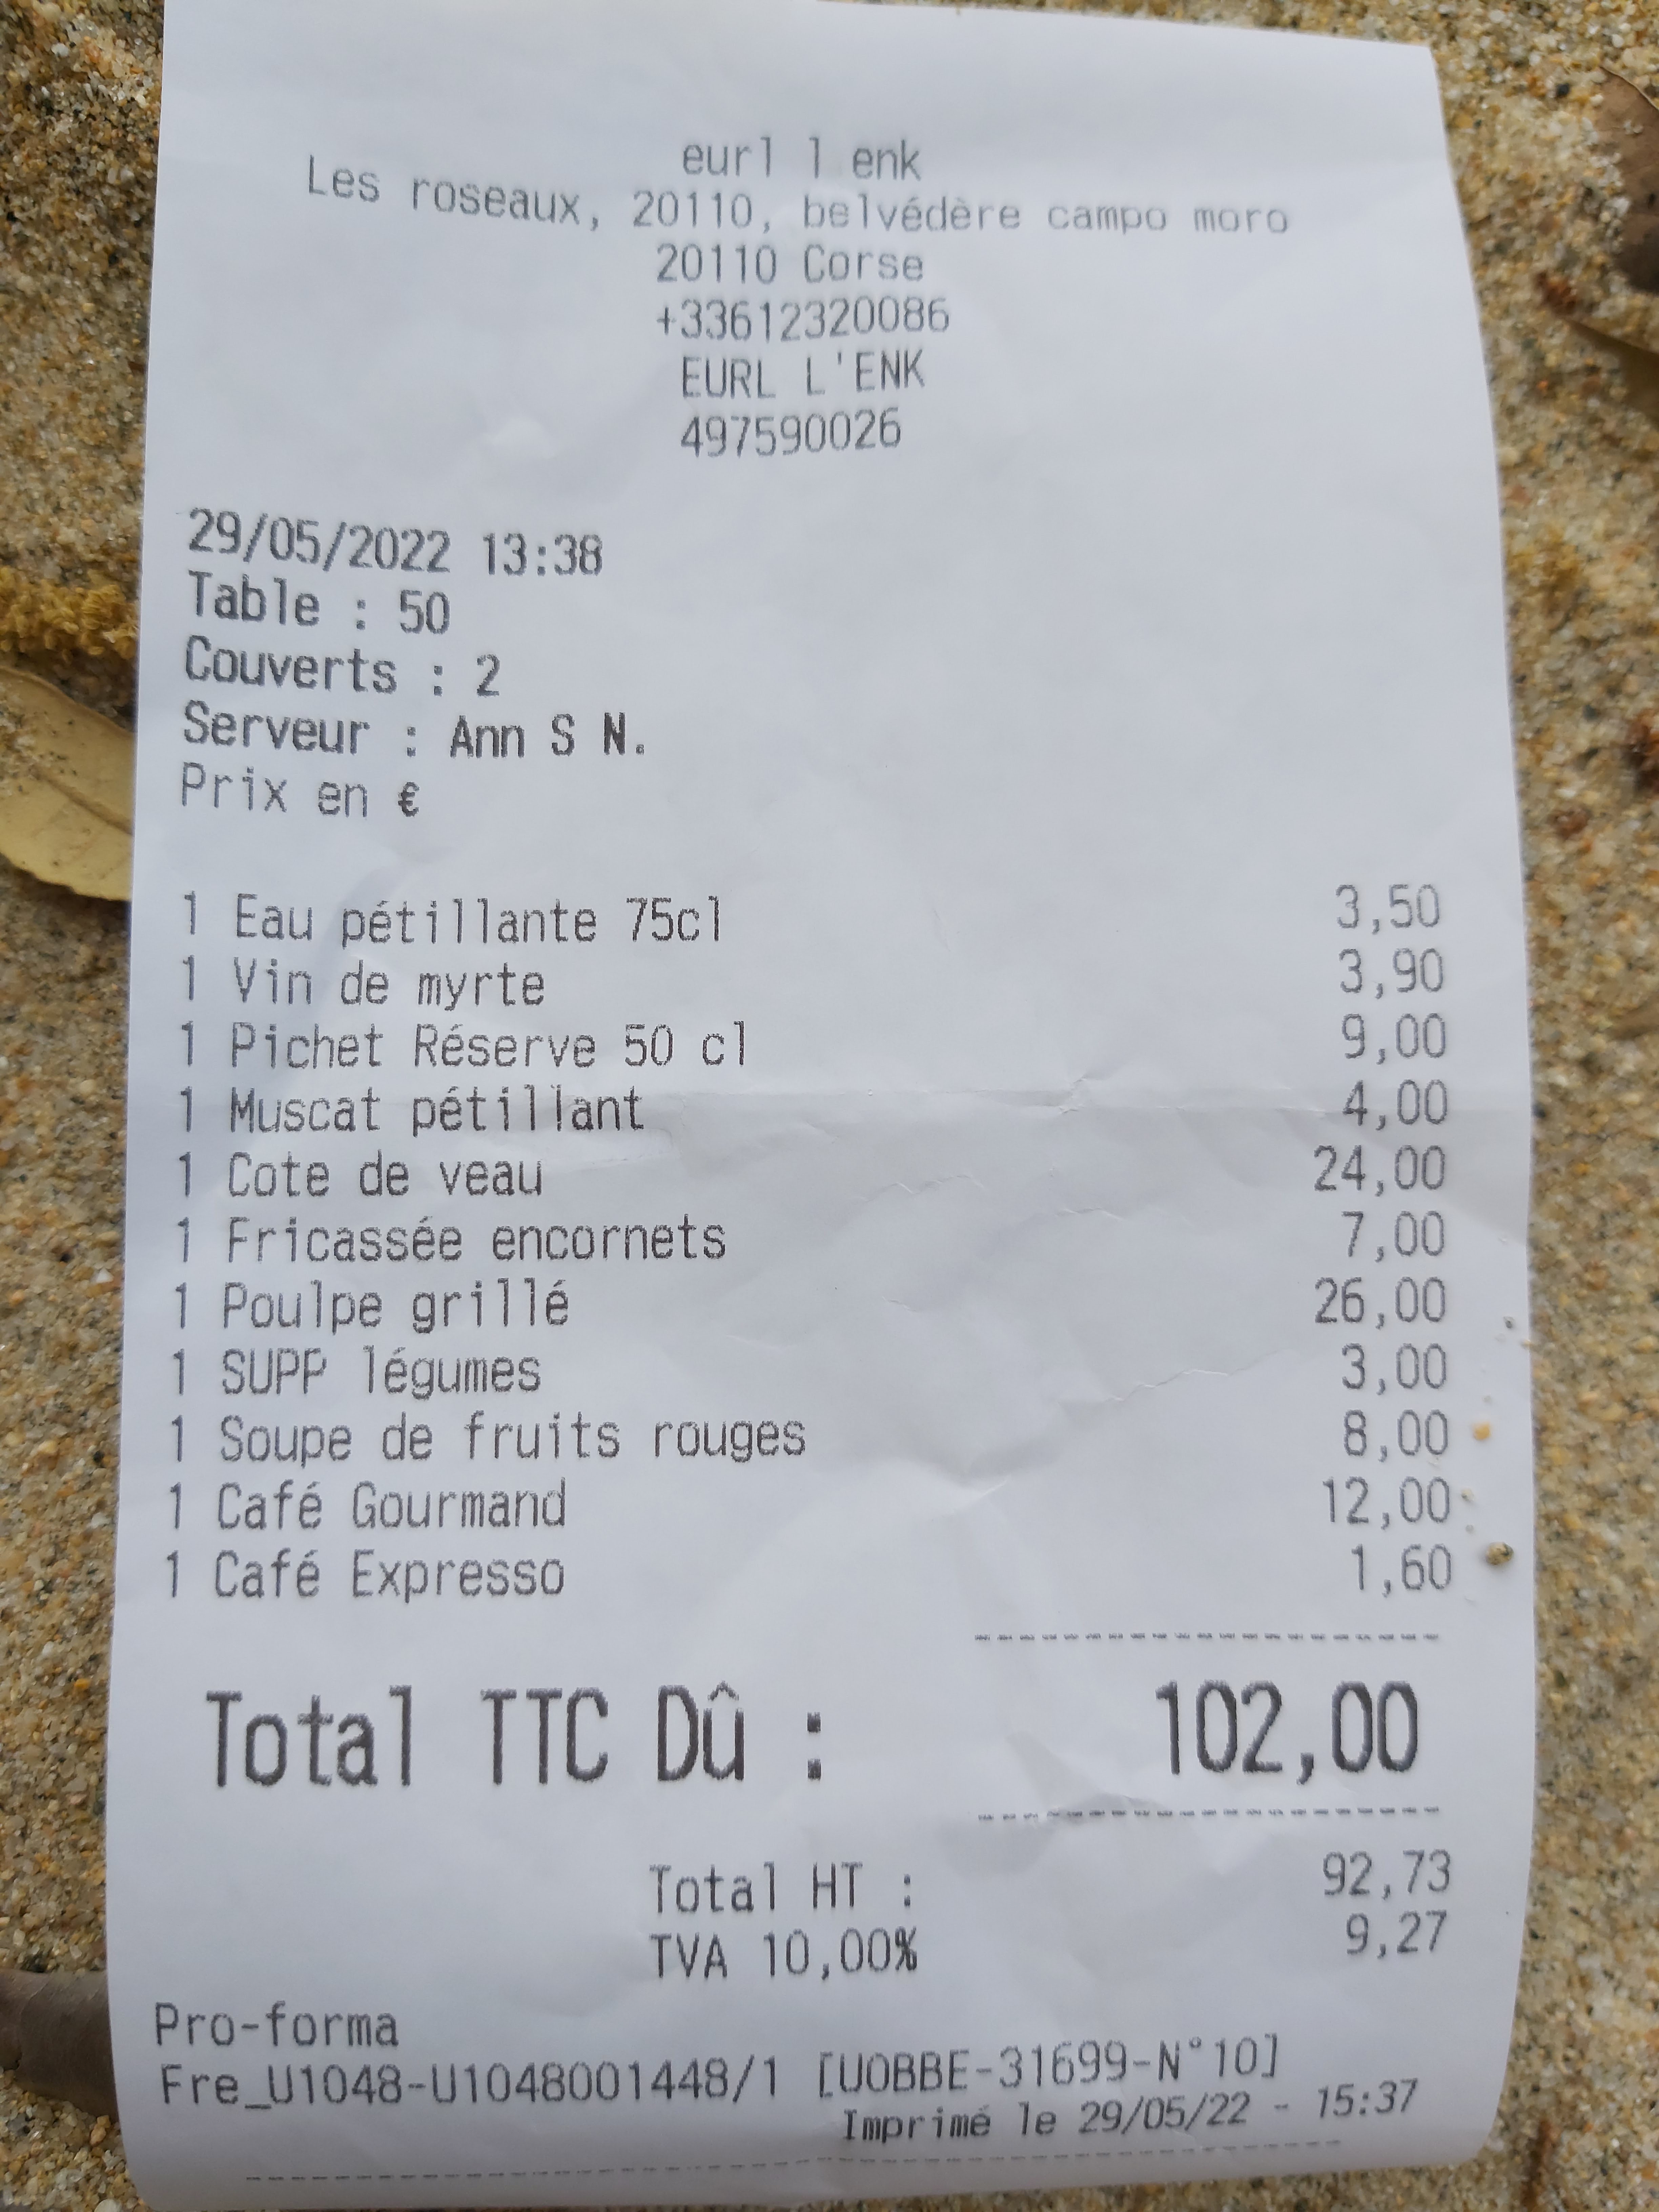 eurl l enk
Les roseaux, 20110, belvédère campo moro
20110 Corse
+33612320086
EURL L'ENK
497590026
29/05/2022 13:38
Table : 50
Couverts : 2
Serveur : Ann S N.
Prix en €
1 Eau pétillante 75cl 3,50
1 Vin de myrte 3,90
1 Pichet Réserve 50 cl 9,00
1 Muscat pétillant 4,00
1 Cote de veau 24,00
1 Fricassée encornets 7,00
1 Poulpe grillé 26,00
1 SUPP légumes 3,00
1 Soupe de fruits rouges 8,00
1 Café Gourmand 12,00
1 Café Expresso 1,60
Total TTC Dû : 102,00
Total HT : 92,73
TVA 10,00% 9,27
Pro-forma
Fre_U1048-U1048001448/1 [UOBBE-31699-N°10]
Imprimé le 29/05/22 - 15:37